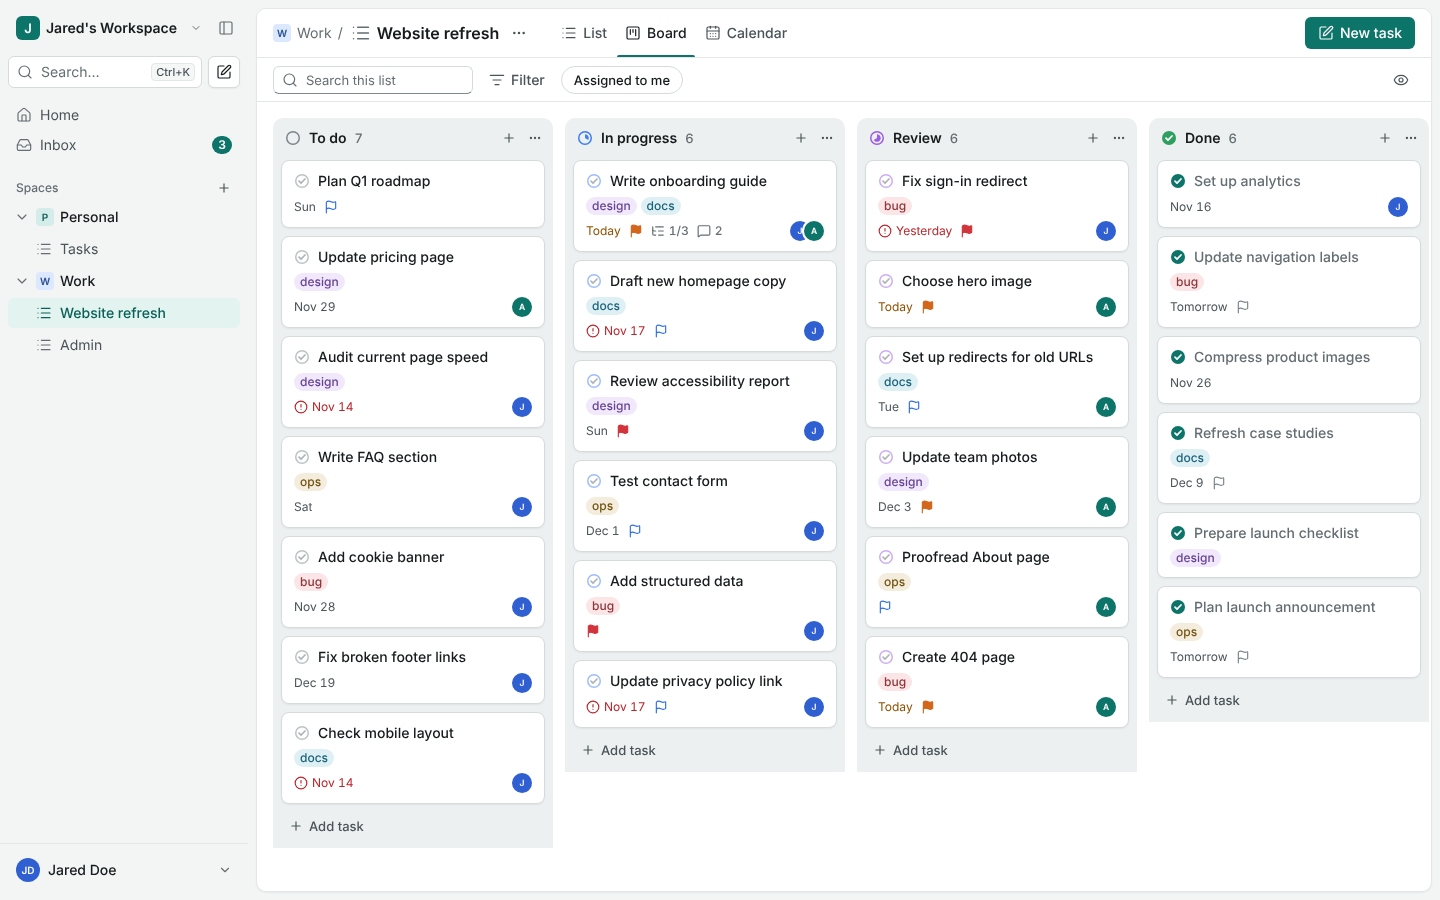 J Jared's Workspace
Search... Ctrl+K
Home
Inbox 3
Spaces
P Personal
Tasks
W Work
Website refresh
Admin
JD Jared Doe
W Work / Website refresh
List Board Calendar
New task
Search this list Filter Assigned to me
To do 7
Plan Q1 roadmap
Sun
Update pricing page
design
Nov 29 A
Audit current page speed
design
Nov 14 J
Write FAQ section
ops
Sat J
Add cookie banner
bug
Nov 28 J
Fix broken footer links
Dec 19 J
Check mobile layout
docs
Nov 14 J
Add task
In progress 6
Write onboarding guide
design docs
Today 1/3 2 J A
Draft new homepage copy
docs
Nov 17 J
Review accessibility report
design
Sun J
Test contact form
ops
Dec 1 J
Add structured data
bug
J
Update privacy policy link
Nov 17 J
Add task
Review 6
Fix sign-in redirect
bug
Yesterday J
Choose hero image
Today A
Set up redirects for old URLs
docs
Tue A
Update team photos
design
Dec 3 A
Proofread About page
ops
A
Create 404 page
bug
Today A
Add task
Done 6
Set up analytics
Nov 16 J
Update navigation labels
bug
Tomorrow
Compress product images
Nov 26
Refresh case studies
docs
Dec 9
Prepare launch checklist
design
Plan launch announcement
ops
Tomorrow
Add task